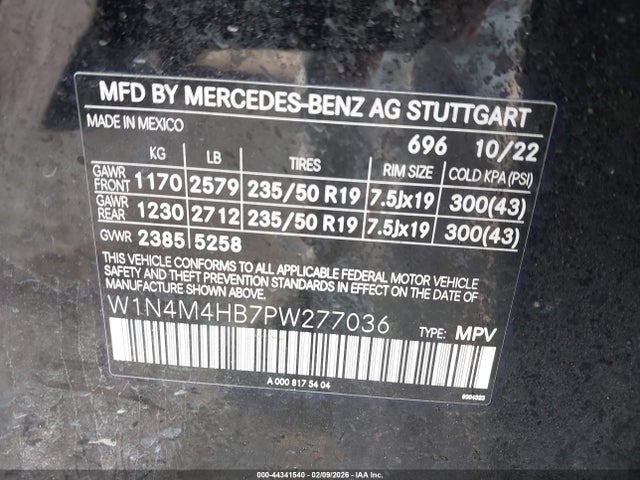 MFD BY MERCEDES-BENZ AG STUTTGART
MADE IN MEXICO
696 10/22
KG LB TIRES RIM SIZE COLD KPA (PSI)
GAWR FRONT 1170 2579 235/50 R19 7.5Jx19 300(43)
GAWR REAR 1230 2712 235/50 R19 7.5Jx19 300(43)
GVWR 2385 5258
THIS VEHICLE CONFORMS TO ALL APPLICABLE FEDERAL MOTOR VEHICLE
SAFETY AND THEFT PREVENTION STANDARDS IN EFFECT ON THE DATE OF
MANUFACTURE SHOWN ABOVE.
W1N4M4HB7PW277036 TYPE: MPV
A 000 817 54 04
6004323
000-44341540 - 02/09/2026 - IAA Inc.